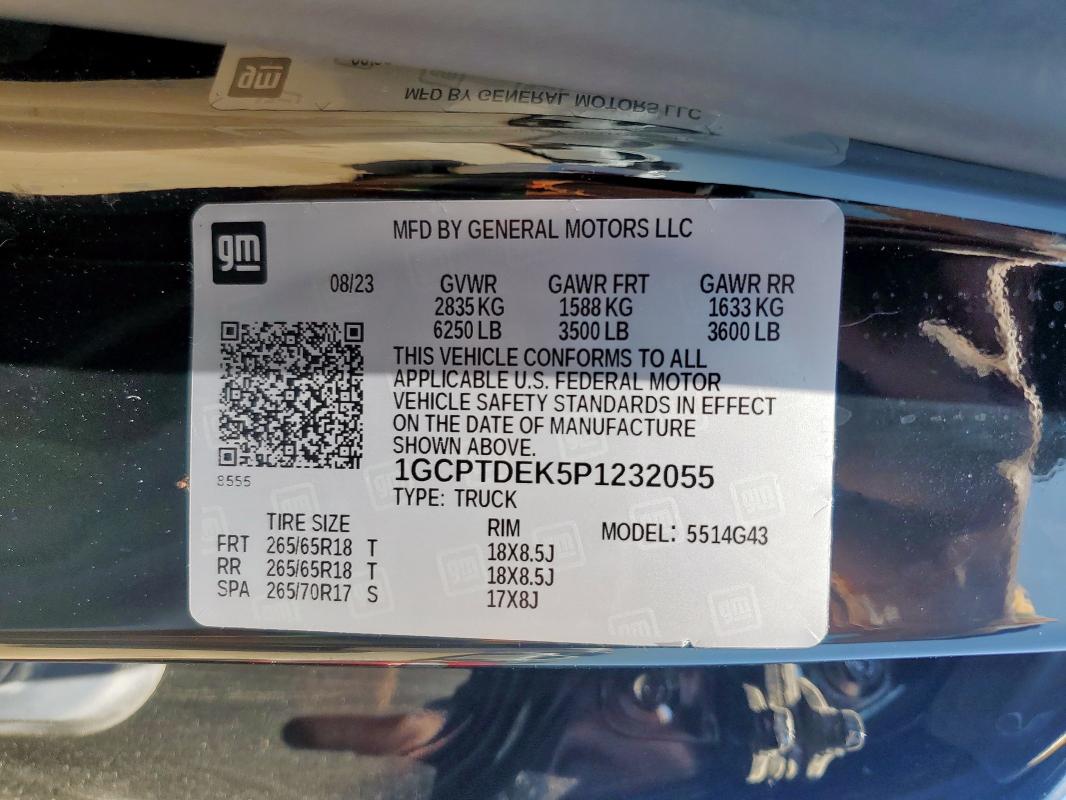 MFD BY GENERAL MOTORS LLC
gm
MFD BY GENERAL MOTORS LLC
08/23 GVWR GAWR FRT GAWR RR
2835 KG 1588 KG 1633 KG
6250 LB 3500 LB 3600 LB
THIS VEHICLE CONFORMS TO ALL
APPLICABLE U.S. FEDERAL MOTOR
VEHICLE SAFETY STANDARDS IN EFFECT
ON THE DATE OF MANUFACTURE
SHOWN ABOVE.
8555
1GCPTDEK5P1232055
TYPE: TRUCK
TIRE SIZE RIM MODEL: 5514G43
FRT 265/65R18 T 18X8.5J
RR 265/65R18 T 18X8.5J
SPA 265/70R17 S 17X8J